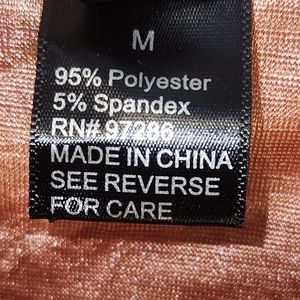 M
95% Polyester
5% Spandex
RN# 97286
MADE IN CHINA
SEE REVERSE
FOR CARE